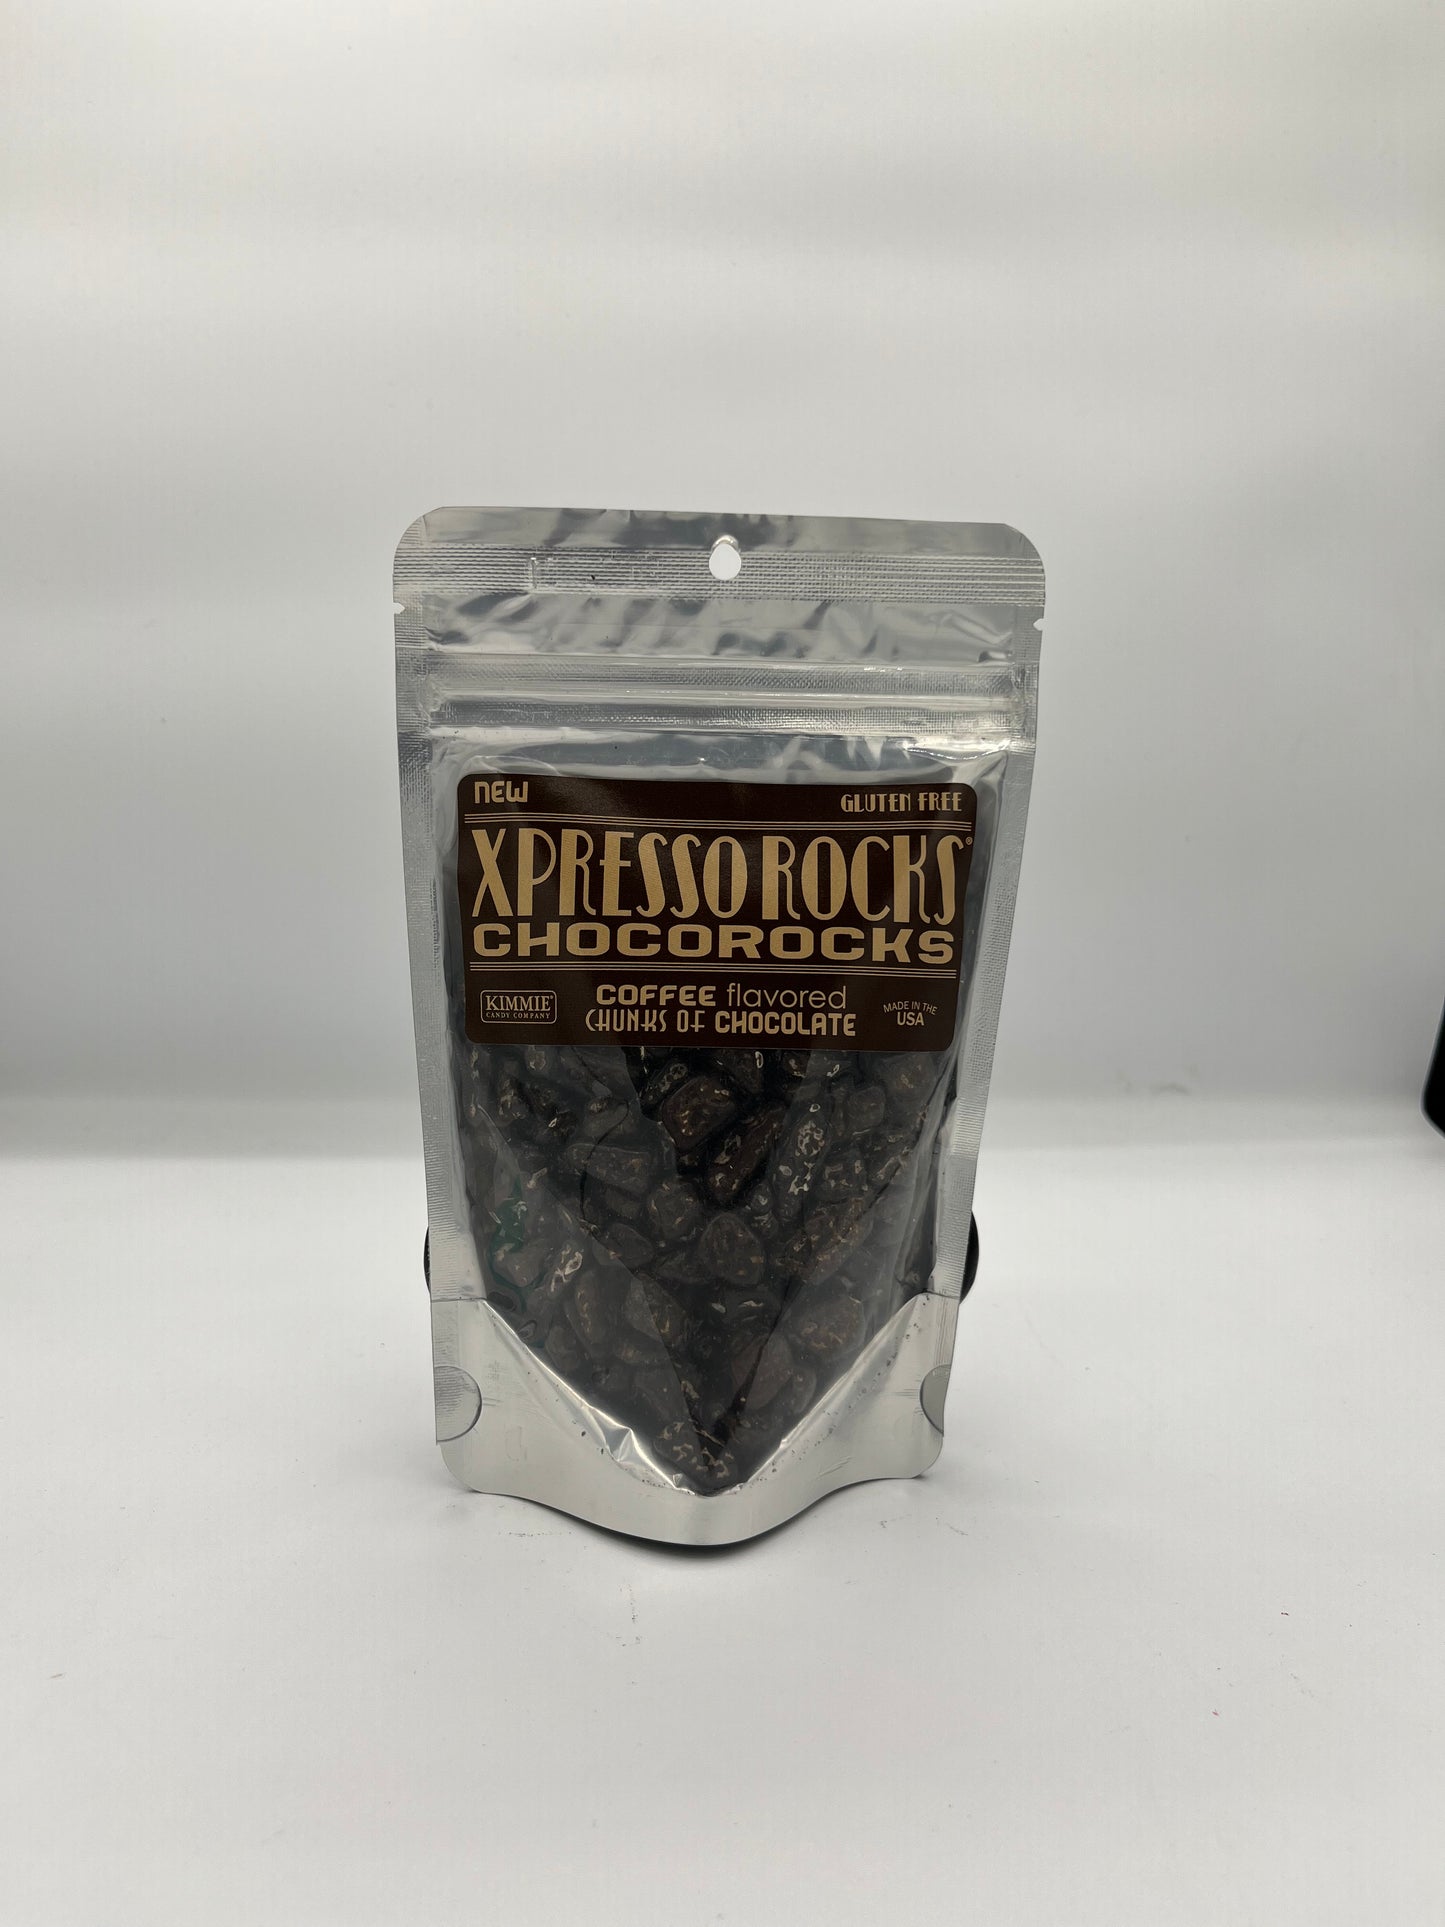 NEW
GLUTEN FREE
XPRESSO ROCKS®
CHOCOROCKS
KIMMIE®
CANDY COMPANY
COFFEE flavored
CHUNKS OF CHOCOLATE
MADE IN THE
USA